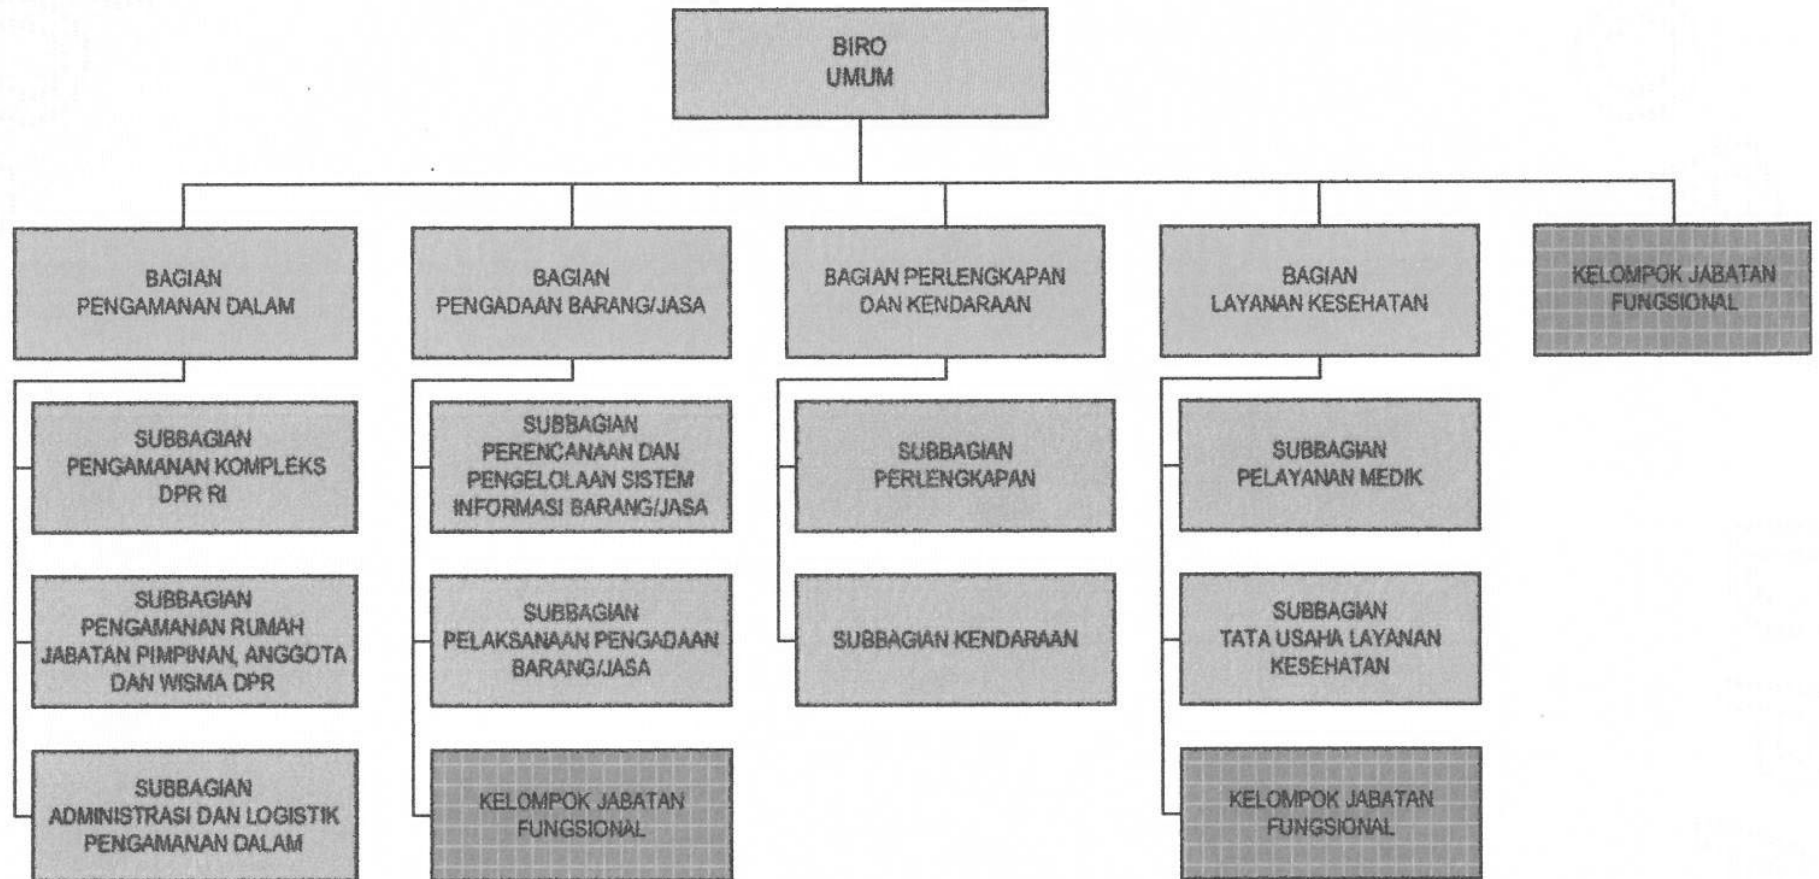 BIRO
UMUM
BAGIAN
PENGAMANAN DALAM
BAGIAN
PENGADAAN BARANG/JASA
BAGIAN PERLENGKAPAN
DAN KENDARAAN
BAGIAN
LAYANAN KESEHATAN
KELOMPOK JABATAN
FUNGSIONAL
SUBBAGIAN
PENGAMANAN KOMPLEKS
DPR RI
SUBBAGIAN
PERENCANAAN DAN
PENGELOLAAN SISTEM
INFORMASI BARANG/JASA
SUBBAGIAN
PERLENGKAPAN
SUBBAGIAN
PELAYANAN MEDIK
SUBBAGIAN
PENGAMANAN RUMAH
JABATAN PIMPINAN, ANGGOTA
DAN WISMA DPR
SUBBAGIAN
PELAKSANAAN PENGADAAN
BARANG/JASA
SUBBAGIAN KENDARAAN
SUBBAGIAN
TATA USAHA LAYANAN
KESEHATAN
SUBBAGIAN
ADMINISTRASI DAN LOGISTIK
PENGAMANAN DALAM
KELOMPOK JABATAN
FUNGSIONAL
KELOMPOK JABATAN
FUNGSIONAL